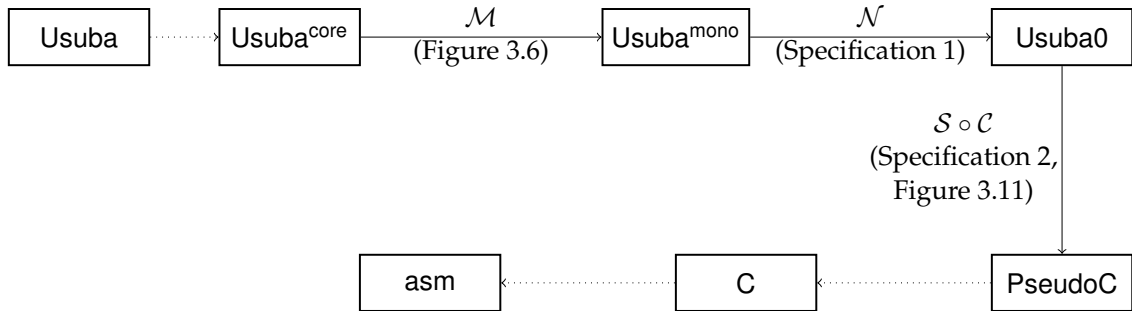 Usuba
Usuba^core
ℳ
(Figure 3.6)
Usuba^mono
𝒩
(Specification 1)
Usuba0
𝒮 ∘ 𝒞
(Specification 2,
Figure 3.11)
asm
C
PseudoC